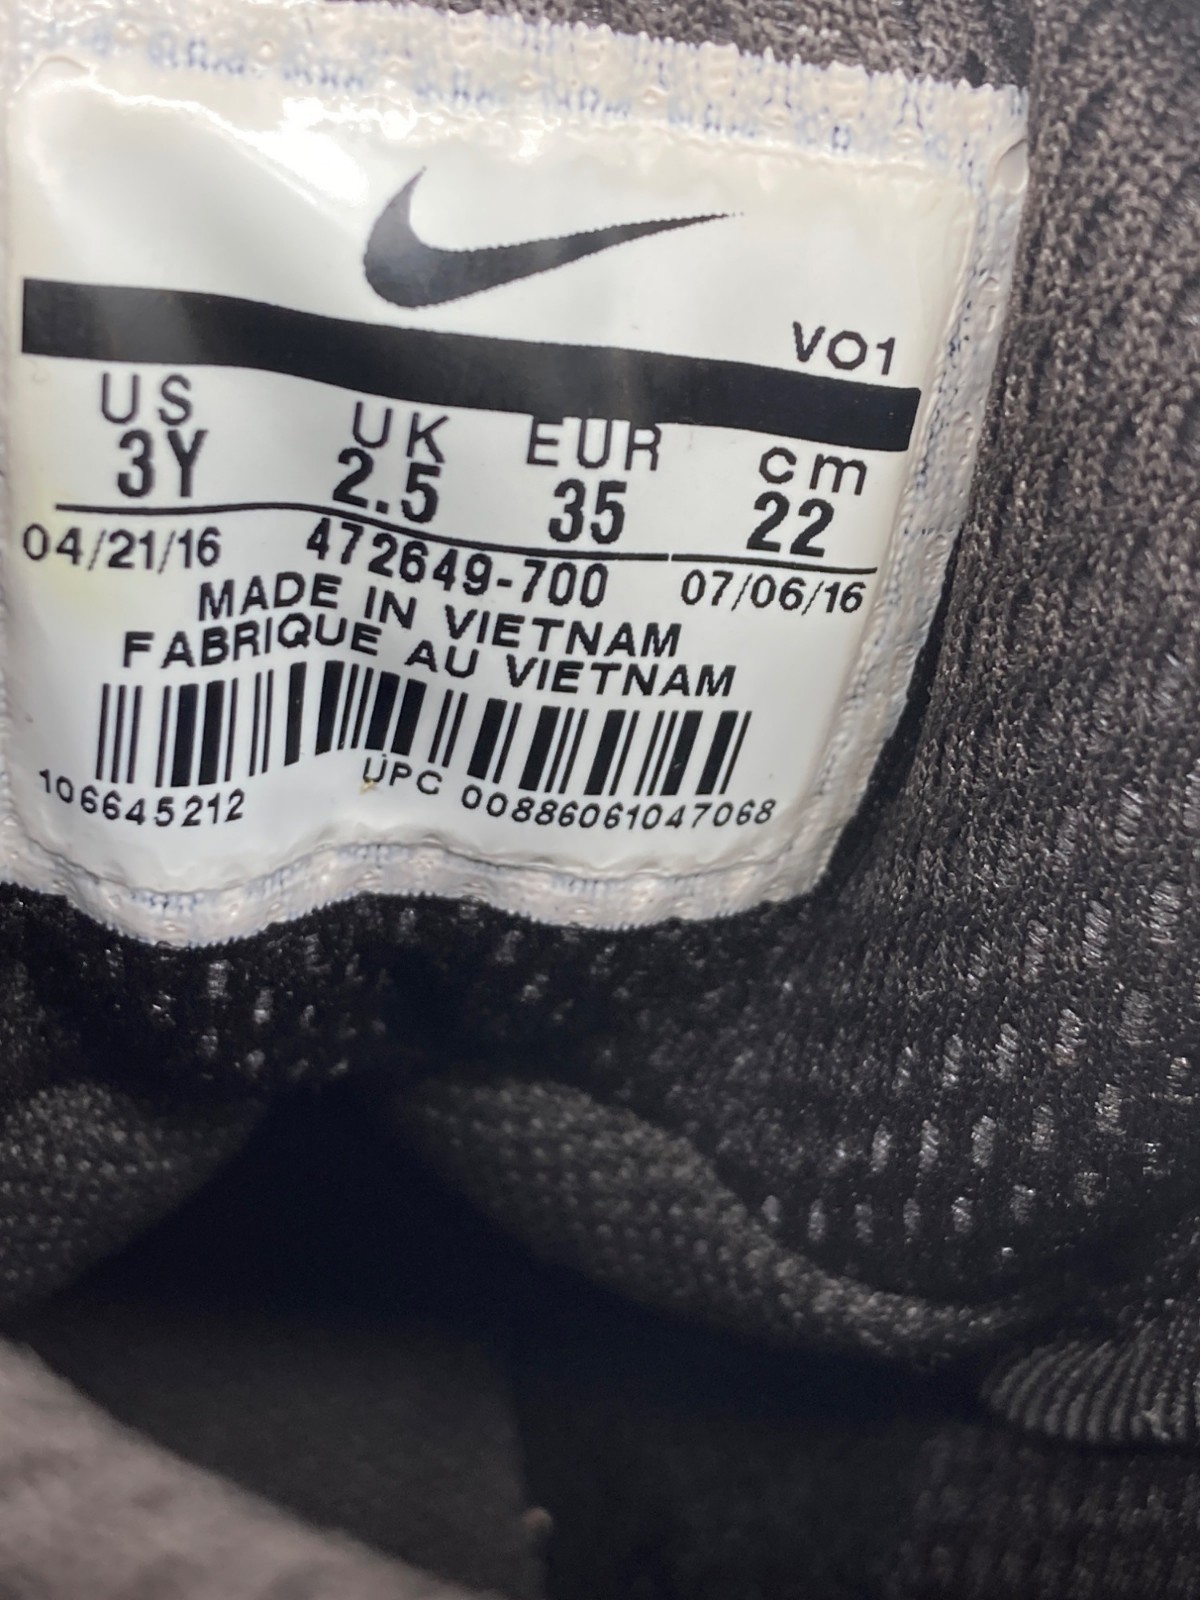 VO1
US UK EUR cm
3Y 2.5 35 22
04/21/16 472649-700 07/06/16
MADE IN VIETNAM
FABRIQUE AU VIETNAM
106645212 UPC 00886061047068